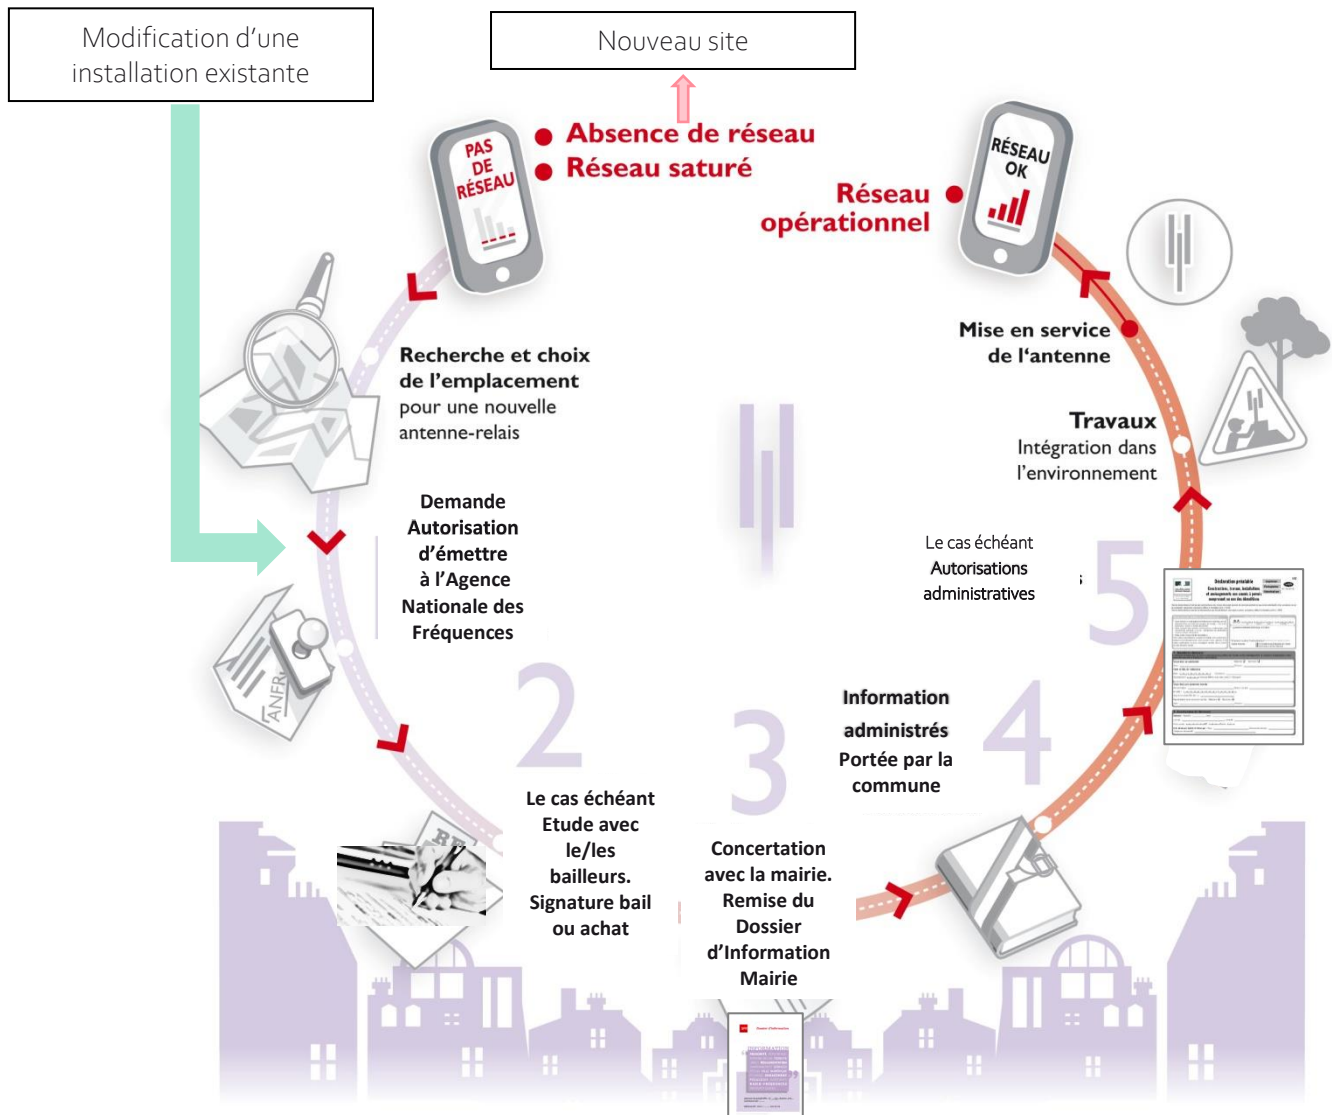 Modification d'une
installation existante
Nouveau site
PAS
DE
RÉSEAU
Absence de réseau
Réseau saturé
RÉSEAU
OK
Réseau
opérationnel
Recherche et choix
de l'emplacement
pour une nouvelle
antenne-relais
Mise en service
de l'antenne
Travaux
Intégration dans
l'environnement
Demande
Autorisation
d'émettre
à l'Agence
Nationale des
Fréquences
ANFR
Le cas échéant
Autorisations
administratives
5
Déclaration préalable
2
Le cas échéant
Etude avec
le/les
bailleurs.
Signature bail
ou achat
3
Concertation
avec la mairie.
Remise du
Dossier
d'Information
Mairie
4
Information
administrés
Portée par la
commune